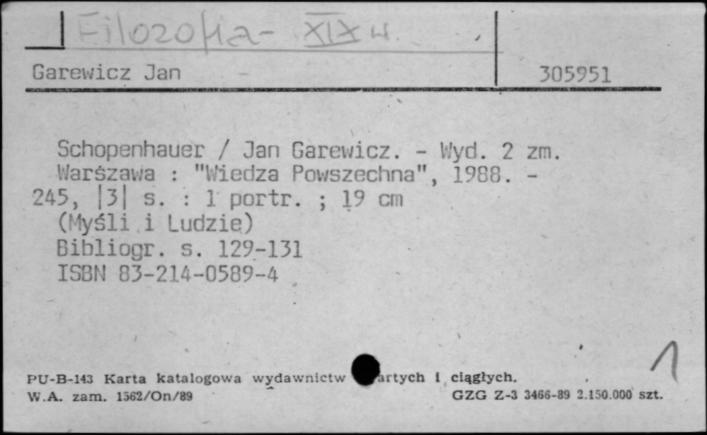 Filozofia - XIX w.
Garewicz Jan 305951
Schopenhauer / Jan Garewicz. - Wyd. 2 zm.
Warszawa : "Wiedza Powszechna", 1988. -
245, |3| s. : 1 portr. ; 19 cm
(Myśli i Ludzie)
Bibliogr. s. 129-131
ISBN 83-214-0589-4
1
PU-B-143 Karta katalogowa wydawnictw artych i ciągłych.
W.A. zam. 1562/On/89 GZG Z-3 3466-89 2.150.000 szt.